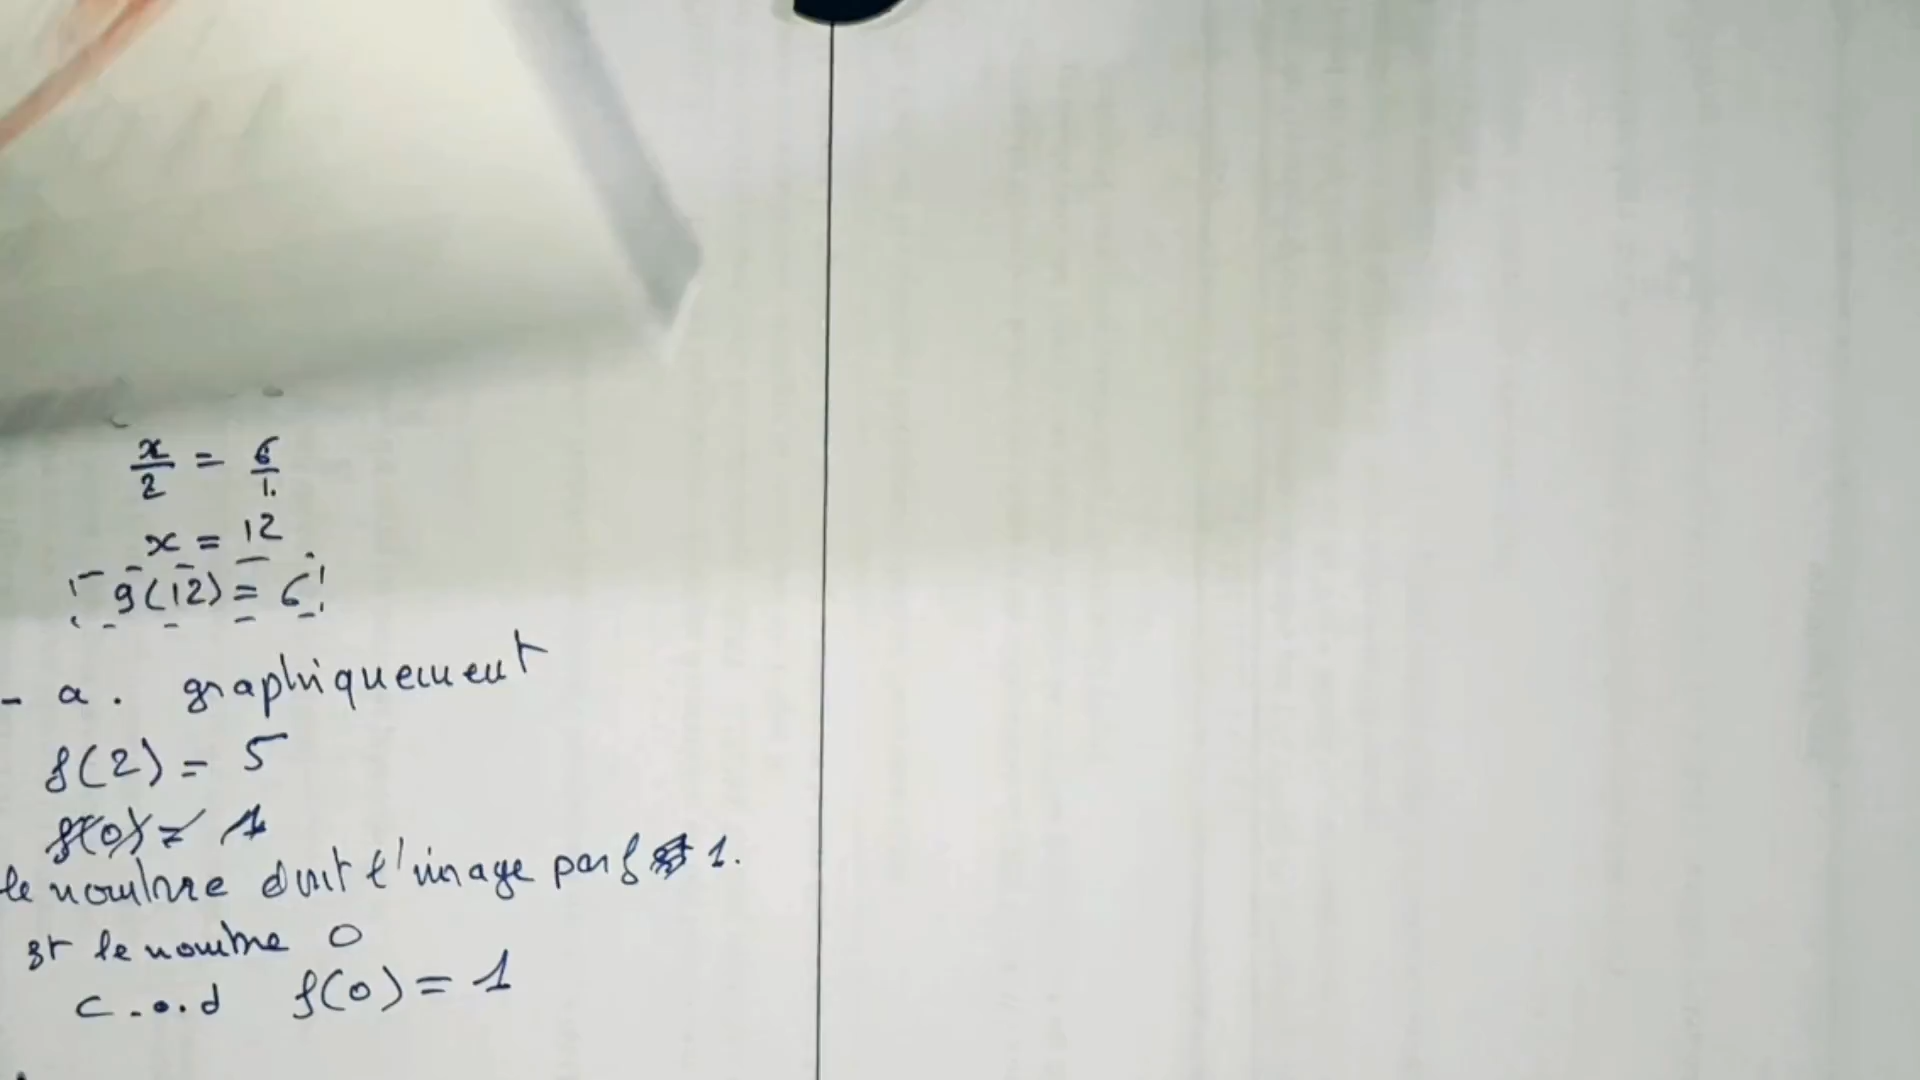 x/2 = 6/1.
x = 12
g(12) = 6
- a. graphiquement
f(2) = 5
f(0) = 1
le nombre dont l'image par f 1.
est le nombre 0
c.o.d f(0) = 1